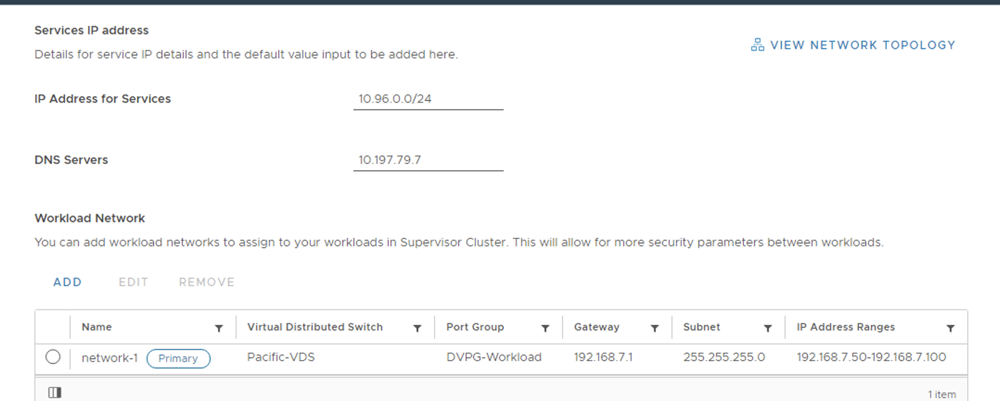 Services IP address
VIEW NETWORK TOPOLOGY
Details for service IP details and the default value input to be added here.
IP Address for Services 10.96.0.0/24
DNS Servers 10.197.79.7
Workload Network
You can add workload networks to assign to your workloads in Supervisor Cluster. This will allow for more security parameters between workloads.
ADD EDIT REMOVE
Name Virtual Distributed Switch Port Group Gateway Subnet IP Address Ranges
network-1 Primary Pacific-VDS DVPG-Workload 192.168.7.1 255.255.255.0 192.168.7.50-192.168.7.100
1 item